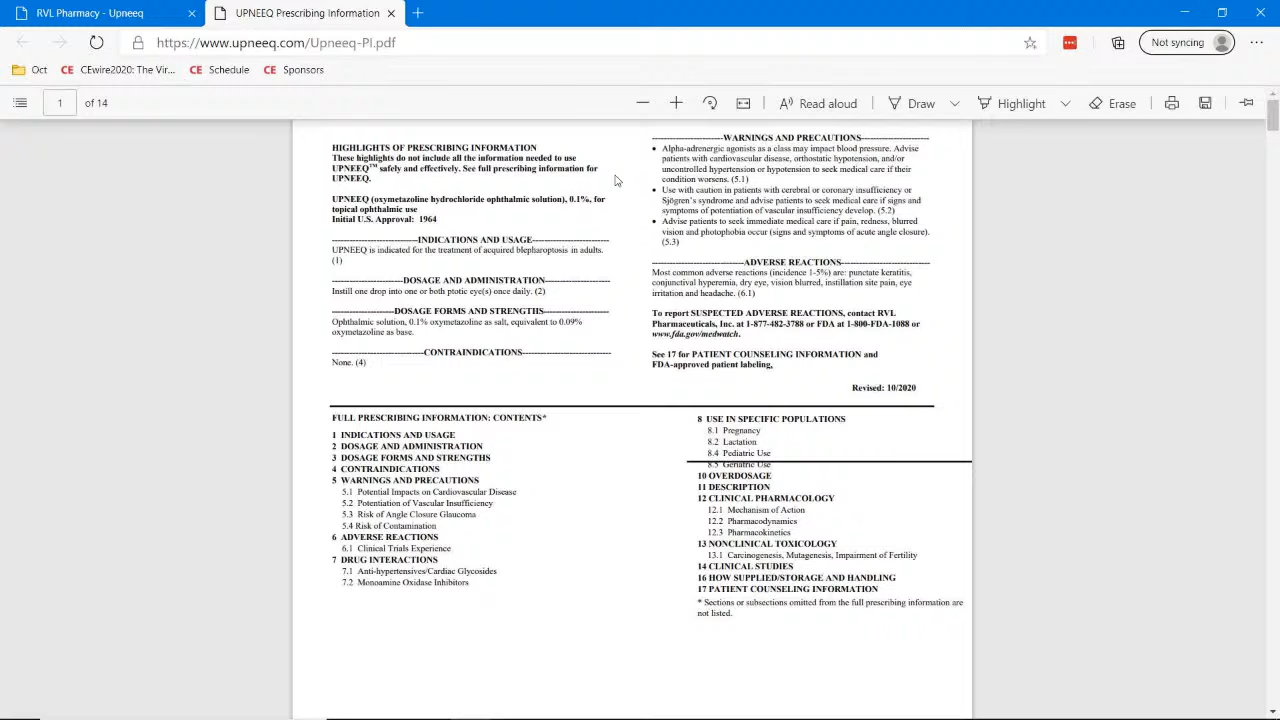 RVL Pharmacy - Upneeq
UPNEEQ Prescribing Information
https://www.upneeq.com/Upneeq-PI.pdf
Not syncing
Oct
CEwire2020: The Vir...
Schedule
Sponsors
1 of 14
Read aloud
Draw
Highlight
Erase
HIGHLIGHTS OF PRESCRIBING INFORMATION
These highlights do not include all the information needed to use
UPNEEQ™ safely and effectively. See full prescribing information for
UPNEEQ.
UPNEEQ (oxymetazoline hydrochloride ophthalmic solution), 0.1%, for
topical ophthalmic use
Initial U.S. Approval: 1964
---------------------------INDICATIONS AND USAGE------------------------
UPNEEQ is indicated for the treatment of acquired blepharoptosis in adults.
(1)
----------------------DOSAGE AND ADMINISTRATION--------------------
Instill one drop into one or both ptotic eye(s) once daily. (2)
-------------------DOSAGE FORMS AND STRENGTHS--------------------
Ophthalmic solution, 0.1% oxymetazoline as salt, equivalent to 0.09%
oxymetazoline as base.
-----------------------------CONTRAINDICATIONS----------------------------
None. (4)
----------------------WARNINGS AND PRECAUTIONS---------------------
• Alpha-adrenergic agonists as a class may impact blood pressure. Advise
patients with cardiovascular disease, orthostatic hypotension, and/or
uncontrolled hypertension or hypotension to seek medical care if their
condition worsens. (5.1)
• Use with caution in patients with cerebral or coronary insufficiency or
Sjögren’s syndrome and advise patients to seek medical care if signs and
symptoms of potentiation of vascular insufficiency develop. (5.2)
• Advise patients to seek immediate medical care if pain, redness, blurred
vision and photophobia occur (signs and symptoms of acute angle closure).
(5.3)
-----------------------------ADVERSE REACTIONS---------------------------
Most common adverse reactions (incidence 1-5%) are: punctate keratitis,
conjunctival hyperemia, dry eye, vision blurred, instillation site pain, eye
irritation and headache. (6.1)
To report SUSPECTED ADVERSE REACTIONS, contact RVL
Pharmaceuticals, Inc. at 1-877-482-3788 or FDA at 1-800-FDA-1088 or
www.fda.gov/medwatch.
See 17 for PATIENT COUNSELING INFORMATION and
FDA-approved patient labeling.
Revised: 10/2020
FULL PRESCRIBING INFORMATION: CONTENTS*
1 INDICATIONS AND USAGE
2 DOSAGE AND ADMINISTRATION
3 DOSAGE FORMS AND STRENGTHS
4 CONTRAINDICATIONS
5 WARNINGS AND PRECAUTIONS
5.1 Potential Impacts on Cardiovascular Disease
5.2 Potentiation of Vascular Insufficiency
5.3 Risk of Angle Closure Glaucoma
5.4 Risk of Contamination
6 ADVERSE REACTIONS
6.1 Clinical Trials Experience
7 DRUG INTERACTIONS
7.1 Anti-hypertensives/Cardiac Glycosides
7.2 Monoamine Oxidase Inhibitors
8 USE IN SPECIFIC POPULATIONS
8.1 Pregnancy
8.2 Lactation
8.4 Pediatric Use
8.5 Geriatric Use
10 OVERDOSAGE
11 DESCRIPTION
12 CLINICAL PHARMACOLOGY
12.1 Mechanism of Action
12.2 Pharmacodynamics
12.3 Pharmacokinetics
13 NONCLINICAL TOXICOLOGY
13.1 Carcinogenesis, Mutagenesis, Impairment of Fertility
14 CLINICAL STUDIES
16 HOW SUPPLIED/STORAGE AND HANDLING
17 PATIENT COUNSELING INFORMATION
* Sections or subsections omitted from the full prescribing information are
not listed.